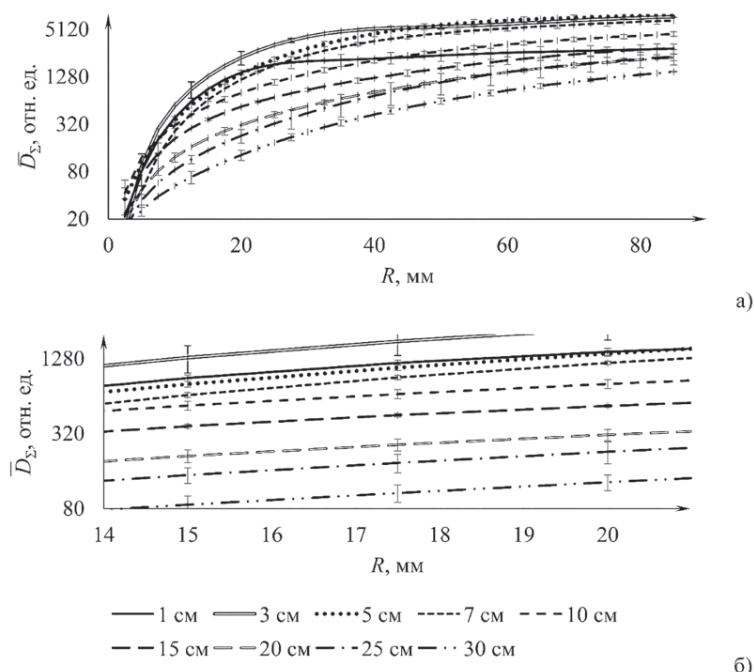 5120
1280
320
80
20
D̅Σ, отн. ед.
0 20 40 60 80
R, мм
а)
1280
320
80
D̅Σ, отн. ед.
14 15 16 17 18 19 20
R, мм
1 см 3 см 5 см 7 см 10 см
15 см 20 см 25 см 30 см
б)